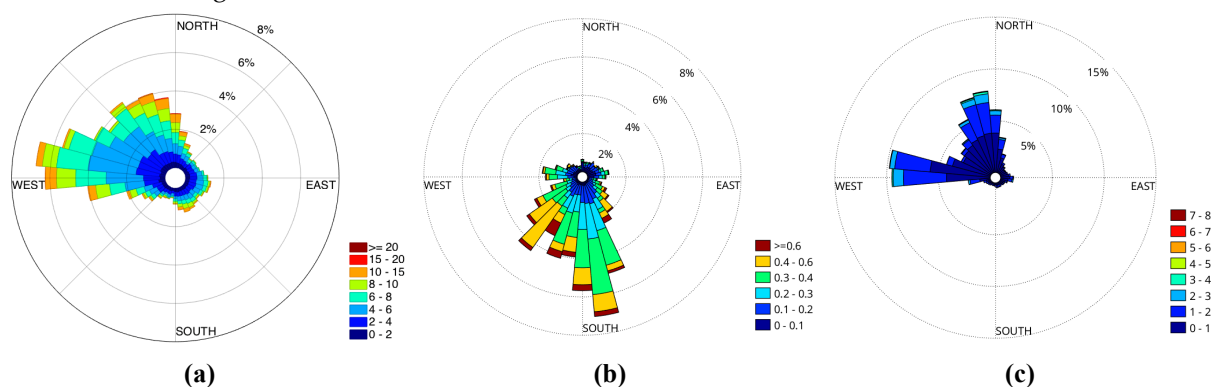 NORTH
8%
6%
4%
2%
WEST
EAST
SOUTH
>= 20
15 - 20
10 - 15
8 - 10
6 - 8
4 - 6
2 - 4
0 - 2
(a)
NORTH
8%
6%
4%
2%
WEST
EAST
SOUTH
>=0.6
0.4 - 0.6
0.3 - 0.4
0.2 - 0.3
0.1 - 0.2
0 - 0.1
(b)
NORTH
15%
10%
5%
WEST
EAST
SOUTH
7 - 8
6 - 7
5 - 6
4 - 5
3 - 4
2 - 3
1 - 2
0 - 1
(c)